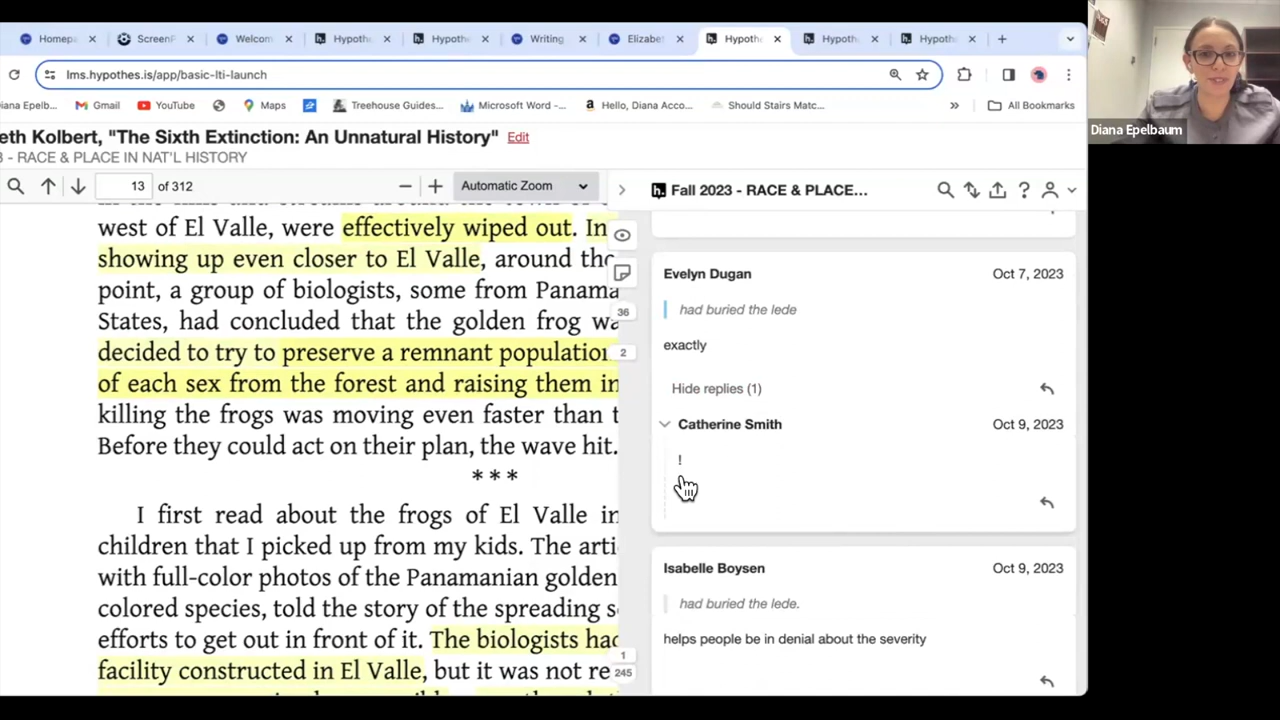 Homepa
ScreenF
Welcom
Hypoth
Hypoth
Writing
Elizabet
Hypoth
Hypoth
Hypoth
lms.hypothes.is/app/basic-lti-launch
Diana Epelb...
Gmail
YouTube
Maps
Treehouse Guides...
Microsoft Word -...
Hello, Diana Acco...
Should Stairs Matc...
All Bookmarks
Diana Epelbaum
eth Kolbert, "The Sixth Extinction: An Unnatural History" Edit
3 - RACE & PLACE IN NAT'L HISTORY
13 of 312
Automatic Zoom
Fall 2023 - RACE & PLACE...
west of El Valle, were effectively wiped out. In
showing up even closer to El Valle, around the
point, a group of biologists, some from Panama
States, had concluded that the golden frog wa
decided to try to preserve a remnant population
of each sex from the forest and raising them in
killing the frogs was moving even faster than t
Before they could act on their plan, the wave hit.
* * *
I first read about the frogs of El Valle in
children that I picked up from my kids. The arti
with full-color photos of the Panamanian golden
colored species, told the story of the spreading s
efforts to get out in front of it. The biologists had
facility constructed in El Valle, but it was not re
36
2
1
245
Evelyn Dugan
Oct 7, 2023
had buried the lede
exactly
Hide replies (1)
Catherine Smith
Oct 9, 2023
!
Isabelle Boysen
Oct 9, 2023
had buried the lede.
helps people be in denial about the severity